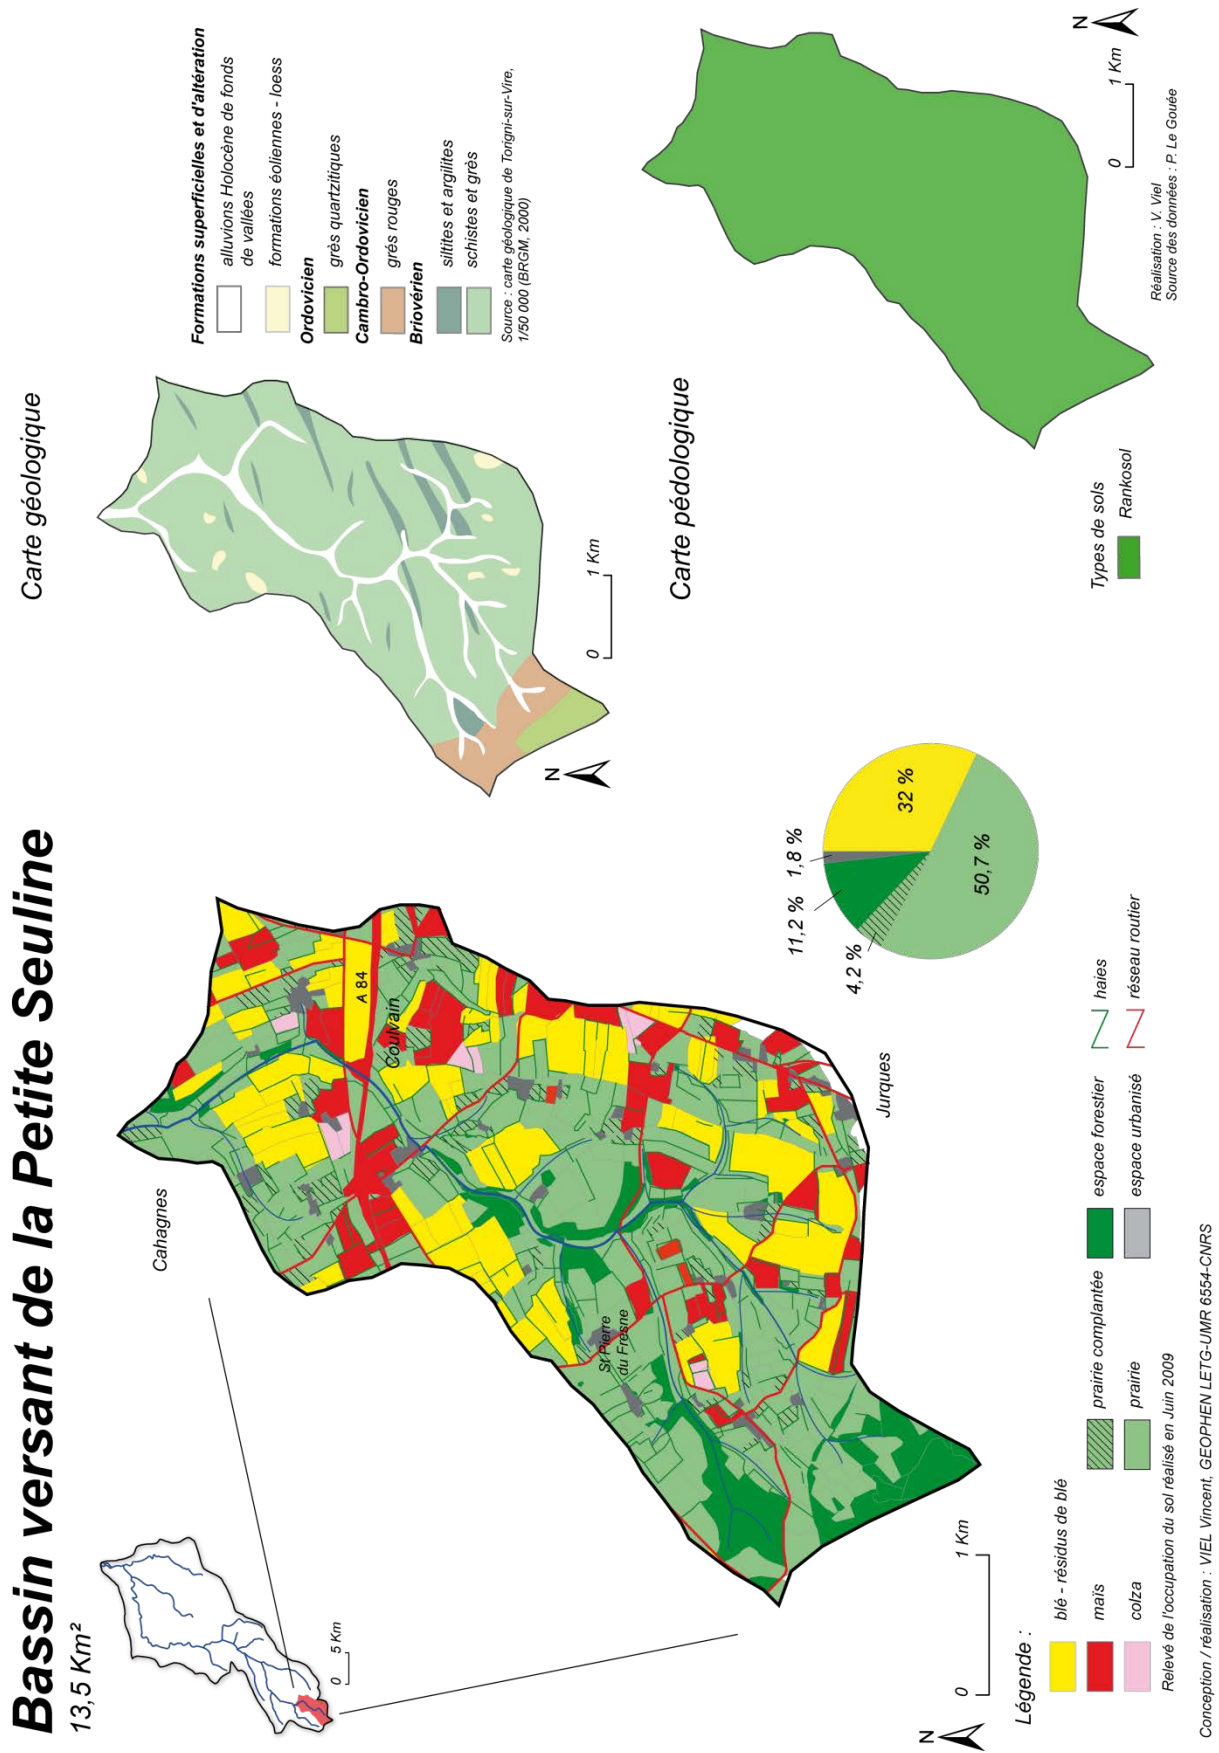 Bassin versant de la Petite Seuline
13,5 Km²
0 5 Km
Cahagnes
A 84
Coulvain
St Pierre
du Fresne
Jurques
N
0 1 Km
1,8 %
11,2 %
4,2 %
32 %
50,7 %
Légende :
blé - résidus de blé
maïs
colza
prairie complantée
prairie
espace forestier
espace urbanisé
haies
réseau routier
Relevé de l'occupation du sol réalisé en Juin 2009
Conception / réalisation : VIEL Vincent, GEOPHEN LETG-UMR 6554-CNRS
Carte géologique
N
0 1 Km
Formations superficielles et d'altération
alluvions Holocène de fonds
de vallées
formations éoliennes - loess
Ordovicien
grès quartzitiques
Cambro-Ordovicien
grés rouges
Briovérien
siltites et argilites
schistes et grès
Source : carte géologique de Torigni-sur-Vire,
1/50 000 (BRGM, 2000)
Carte pédologique
Types de sols
Rankosol
0 1 Km
N
Réalisation : V. Viel
Source des données : P. Le Gouée